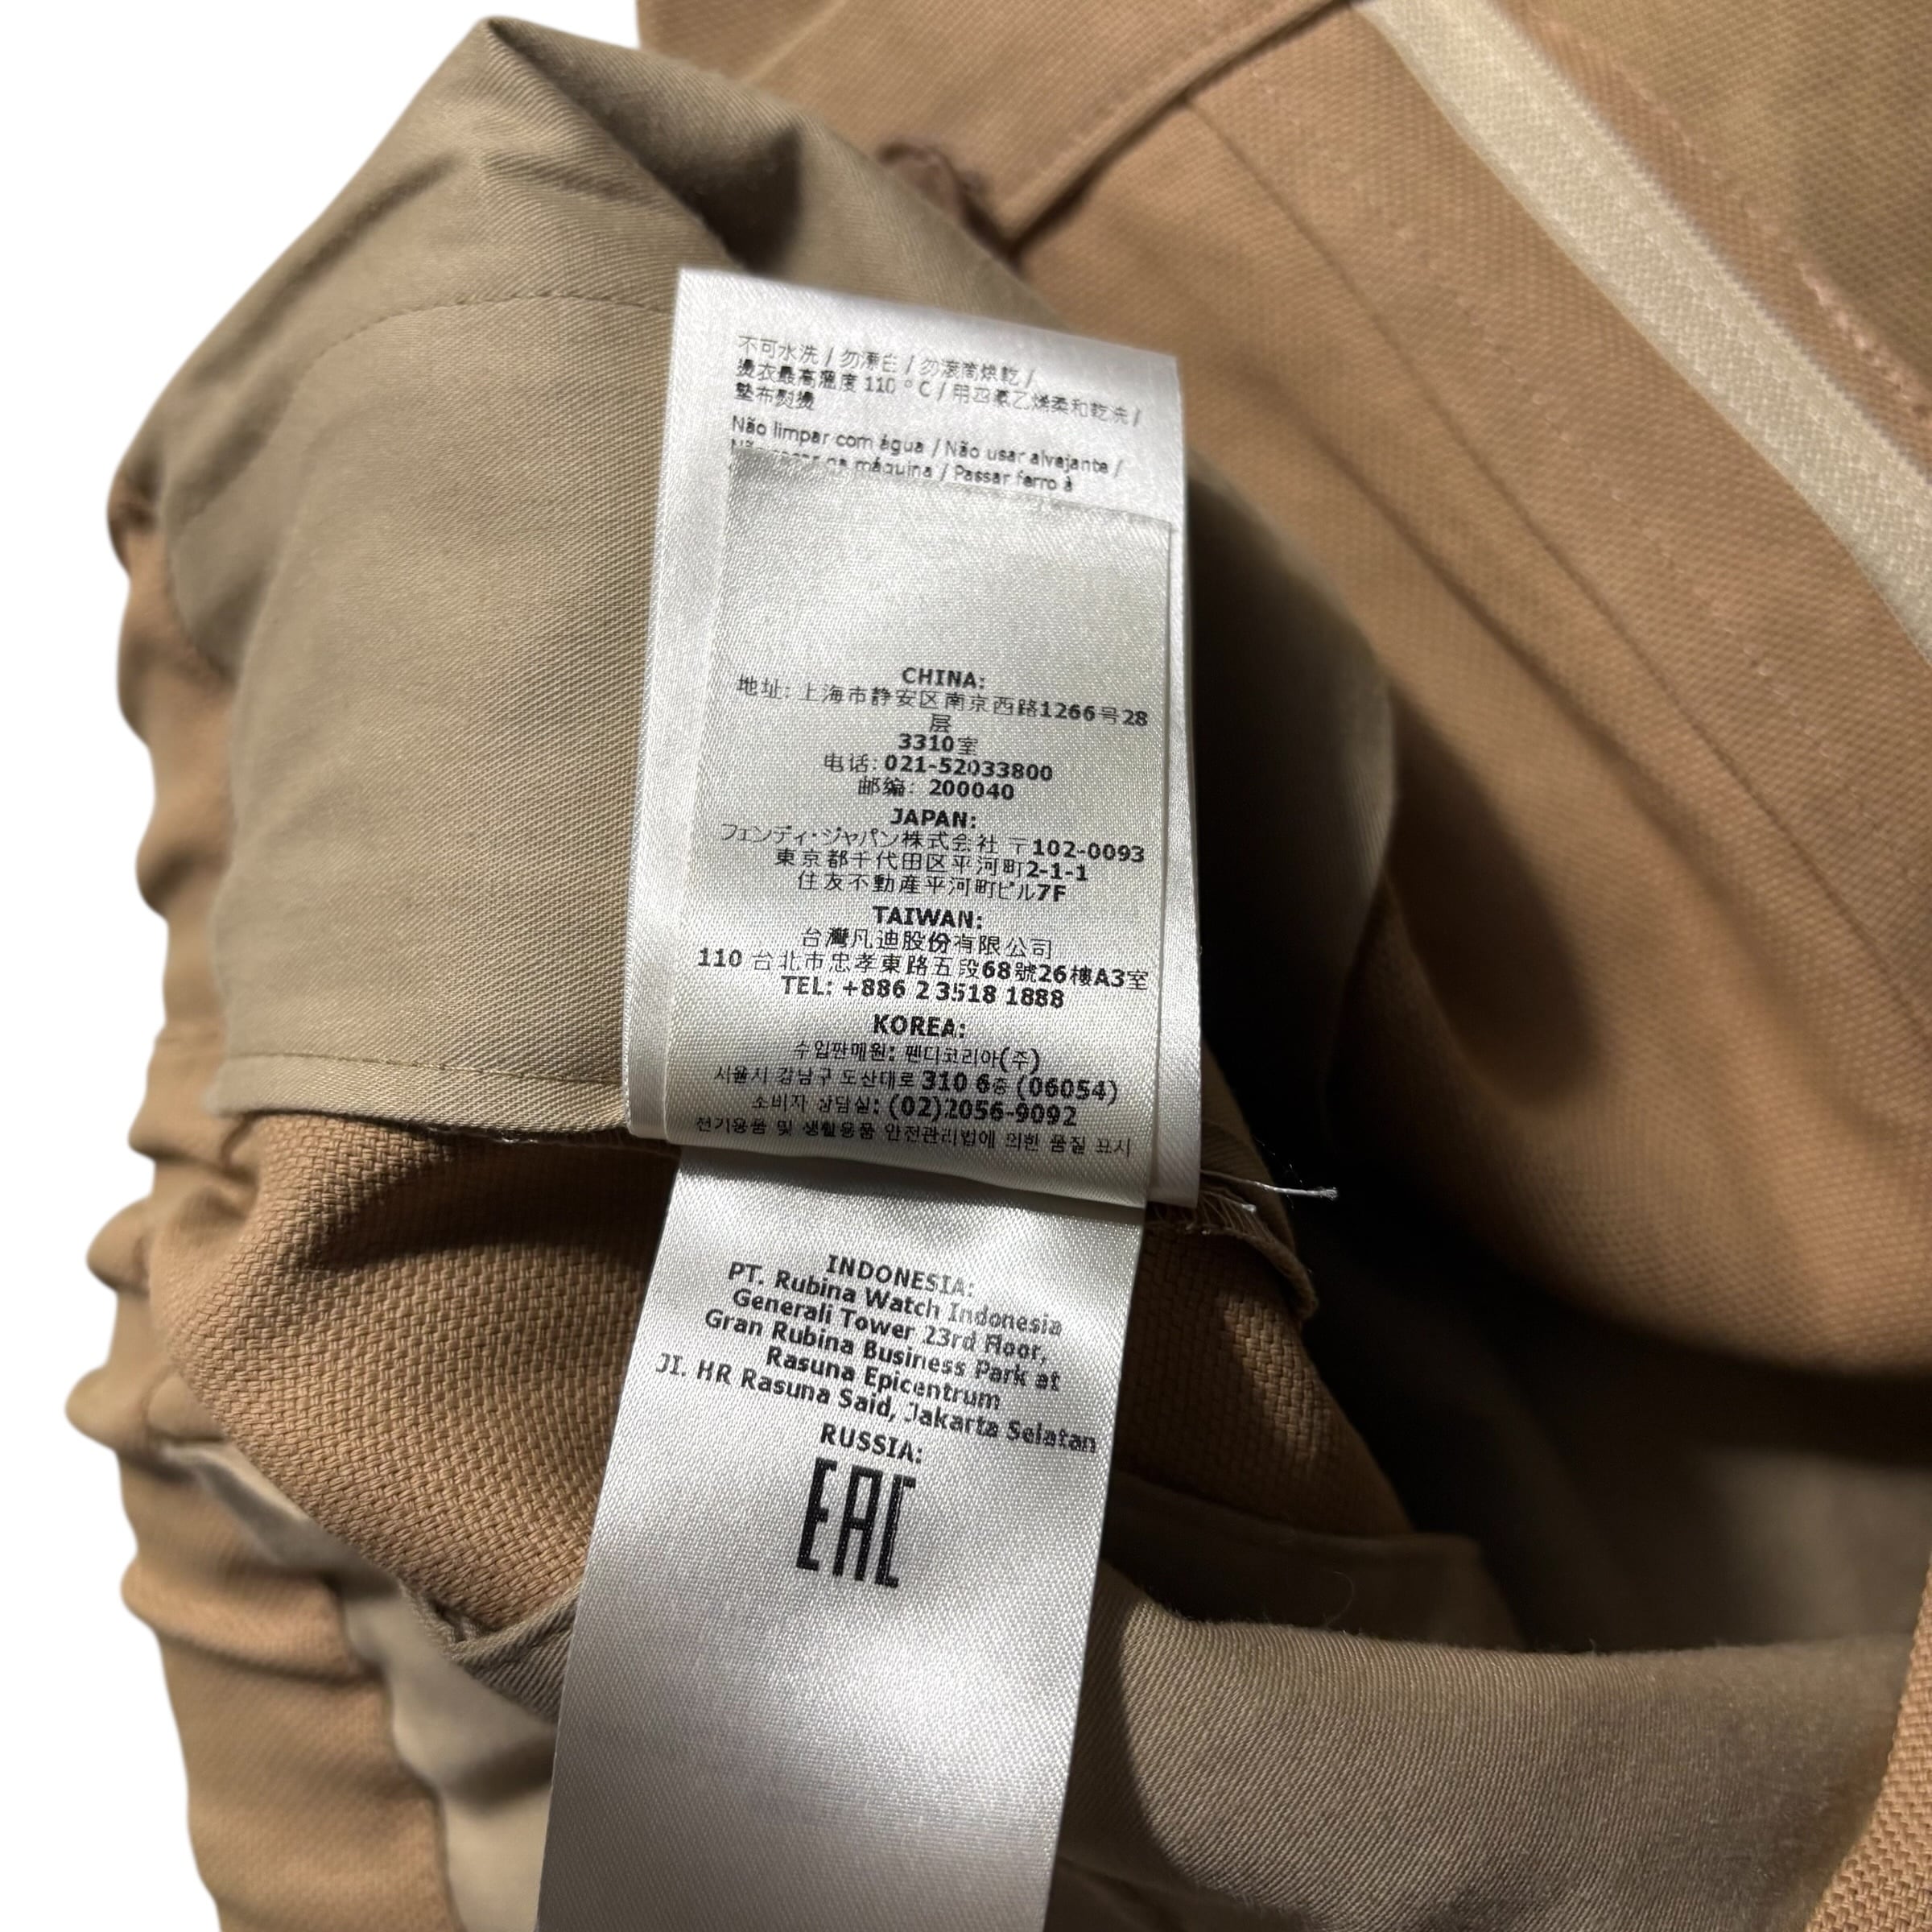 不可水洗 / 勿漂白 / 勿滾筒烘乾 /
燙衣最高溫度 110 °C / 用四氯乙烯柔和乾洗 /
墊布熨燙
Não limpar com água / Não usar alvejante /
na máquina / Passar ferro à
CHINA:
地址: 上海市静安区南京西路1266号28
层
3310室
电话: 021-52033800
邮编: 200040
JAPAN:
フェンディ・ジャパン株式会社 〒102-0093
東京都千代田区平河町2-1-1
住友不動産平河町ビル7F
TAIWAN:
台灣凡迪股份有限公司
110 台北市忠孝東路五段68號26樓A3室
TEL: +886 2 3518 1888
KOREA:
수입판매원: 펜디코리아(주)
서울시 강남구 도산대로 310 6층 (06054)
소비자 상담실: (02)2056-9092
전기용품 및 생활용품 안전관리법에 의한 품질 표시
INDONESIA:
PT. Rubina Watch Indonesia
Generali Tower 23rd Floor,
Gran Rubina Business Park at
Rasuna Epicentrum
JI. HR Rasuna Said, Jakarta Selatan
RUSSIA:
EAC